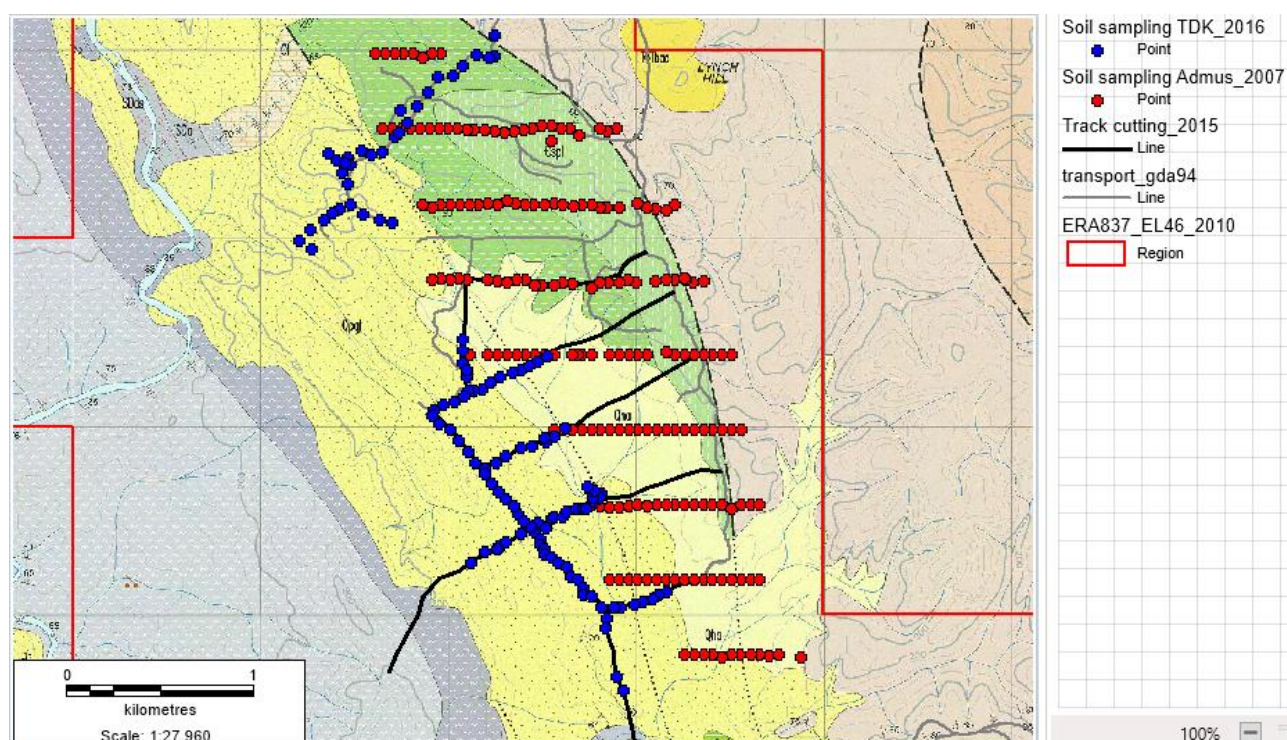 LYNCH
HILL
Qpgl
Qha
Qha
0 1
kilometres
Scale: 1:27,960
Soil sampling TDK_2016
Point
Soil sampling Admus_2007
Point
Track cutting_2015
Line
transport_gda94
Line
ERA837_EL46_2010
Region
100%